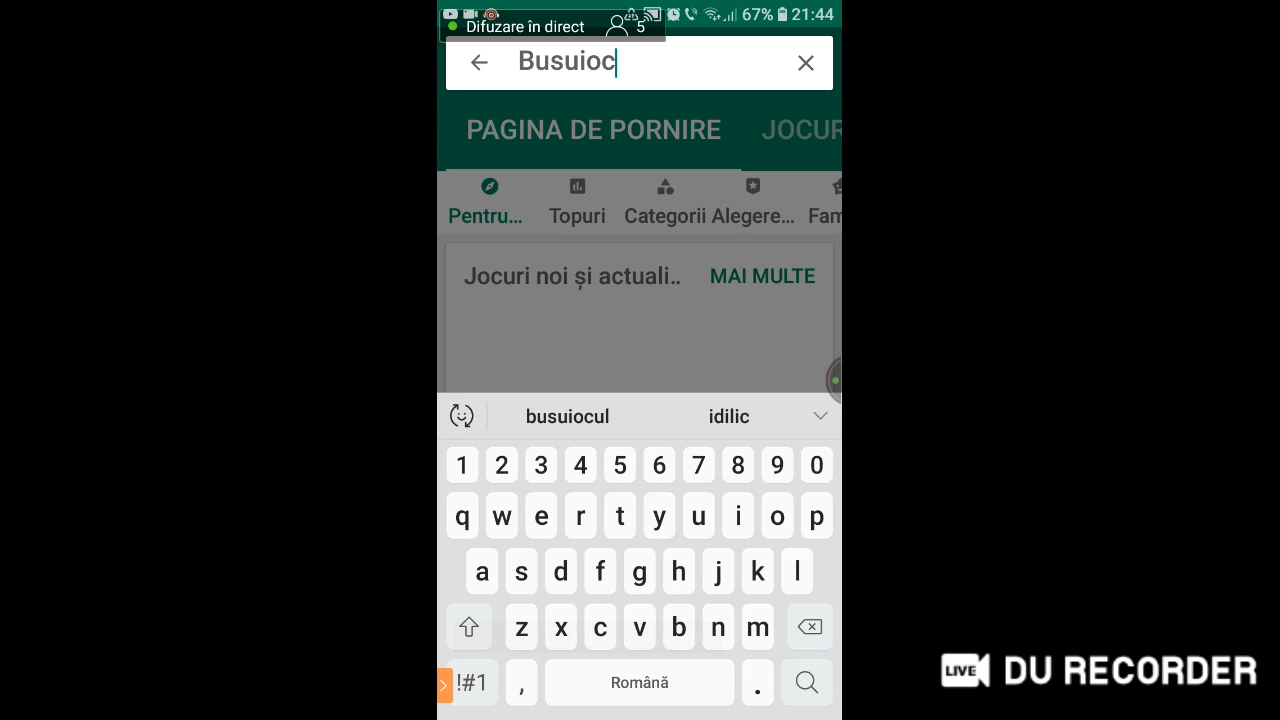 67% 21:44
Difuzare în direct 5
Busuioc
PAGINA DE PORNIRE JOCUR
Pentru... Topuri Categorii Alegere... Fam
Jocuri noi și actuali.. MAI MULTE
busuiocul idilic
1 2 3 4 5 6 7 8 9 0
q w e r t y u i o p
a s d f g h j k l
z x c v b n m
!#1 , Română .
LIVE DU RECORDER